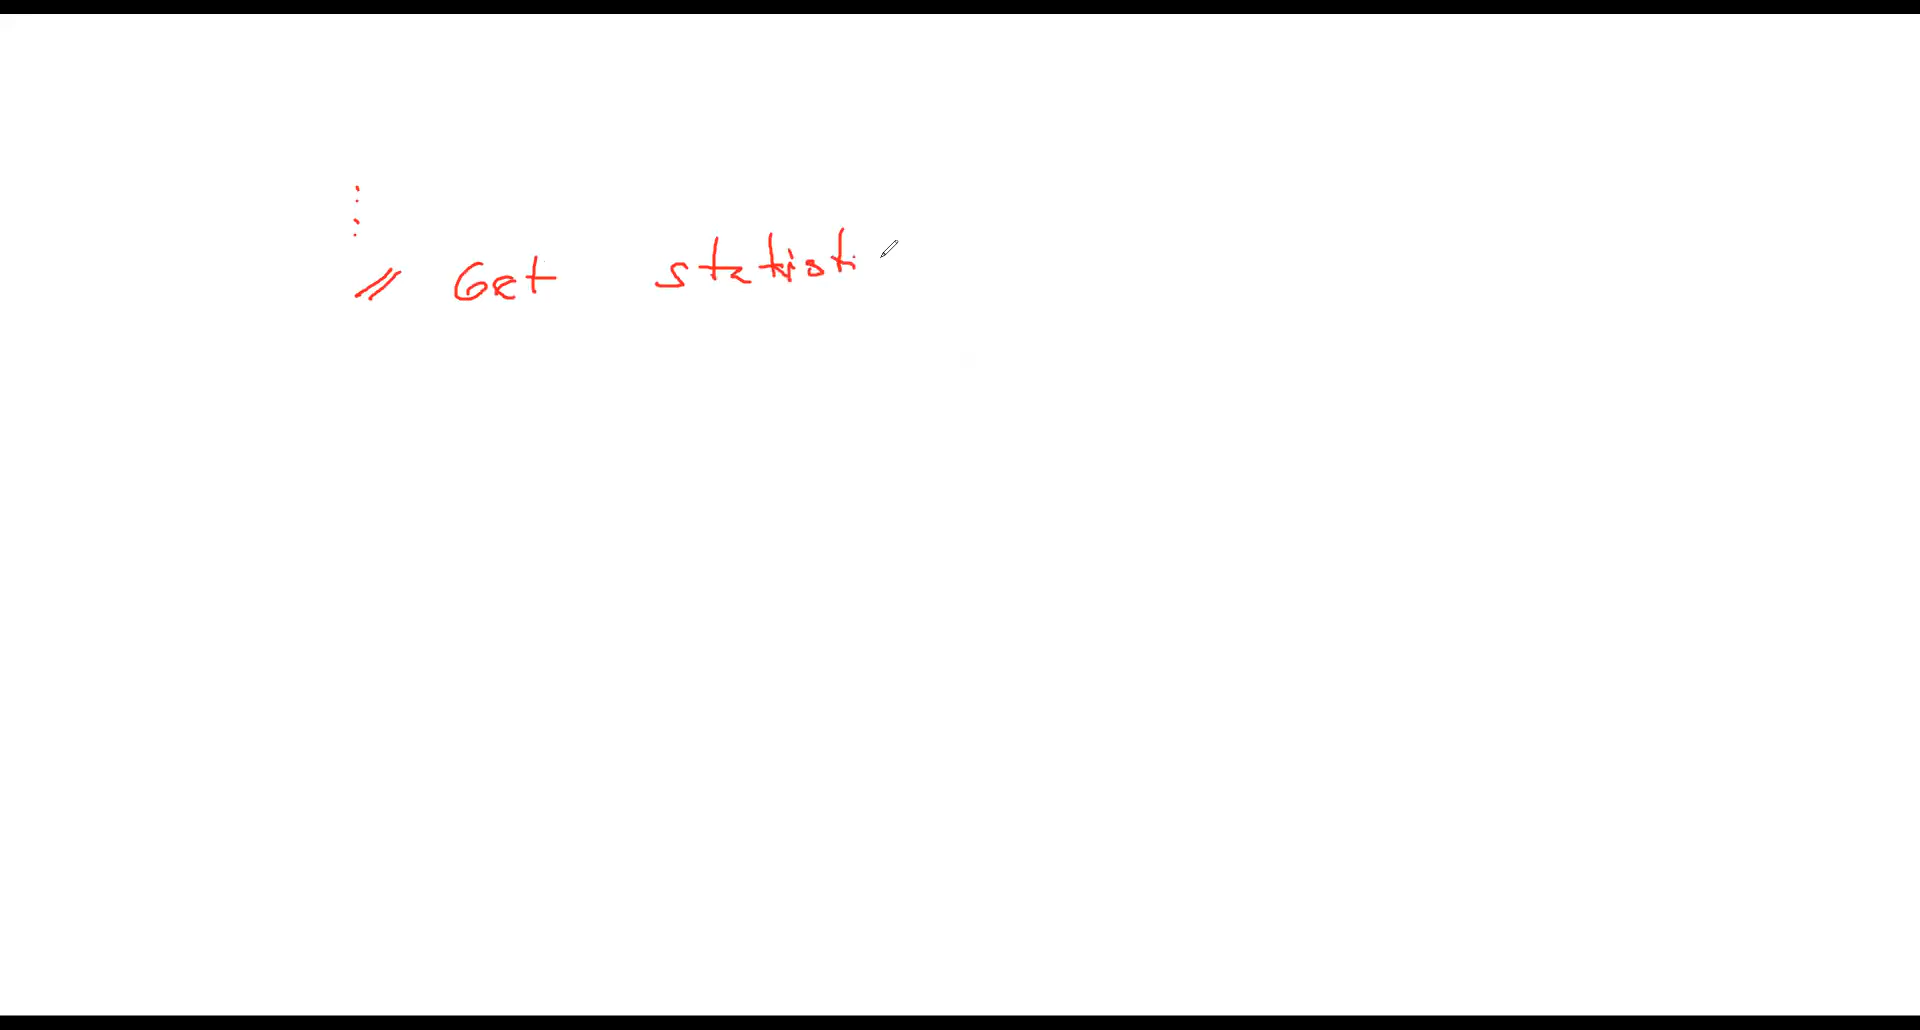 ⋮
// Get statisti